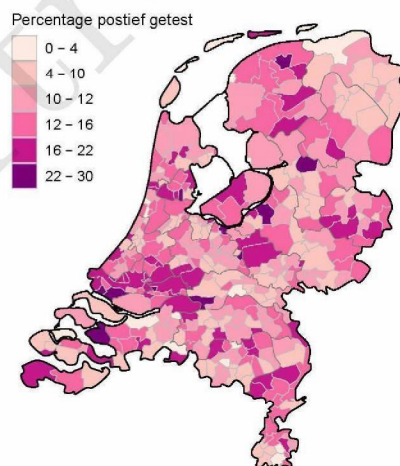 Percentage postief getest
0 – 4
4 – 10
10 – 12
12 – 16
16 – 22
22 – 30